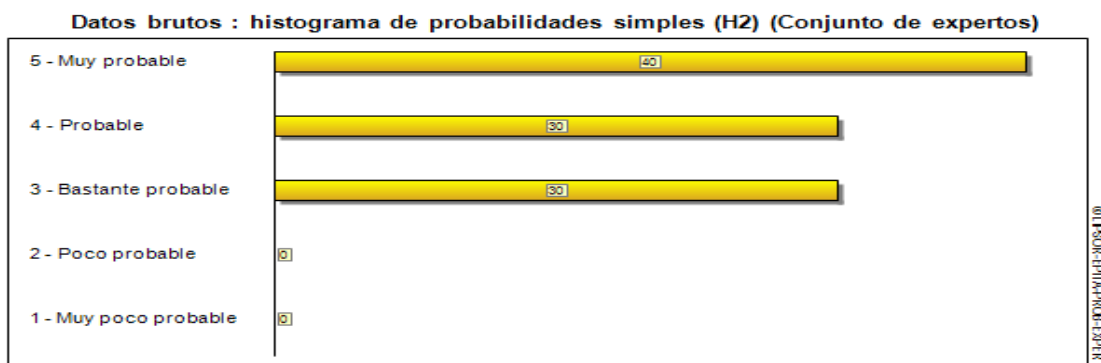 Datos brutos : histograma de probabilidades simples (H2) (Conjunto de expertos)
5 - Muy probable
40
4 - Probable
30
3 - Bastante probable
30
2 - Poco probable
0
1 - Muy poco probable
0